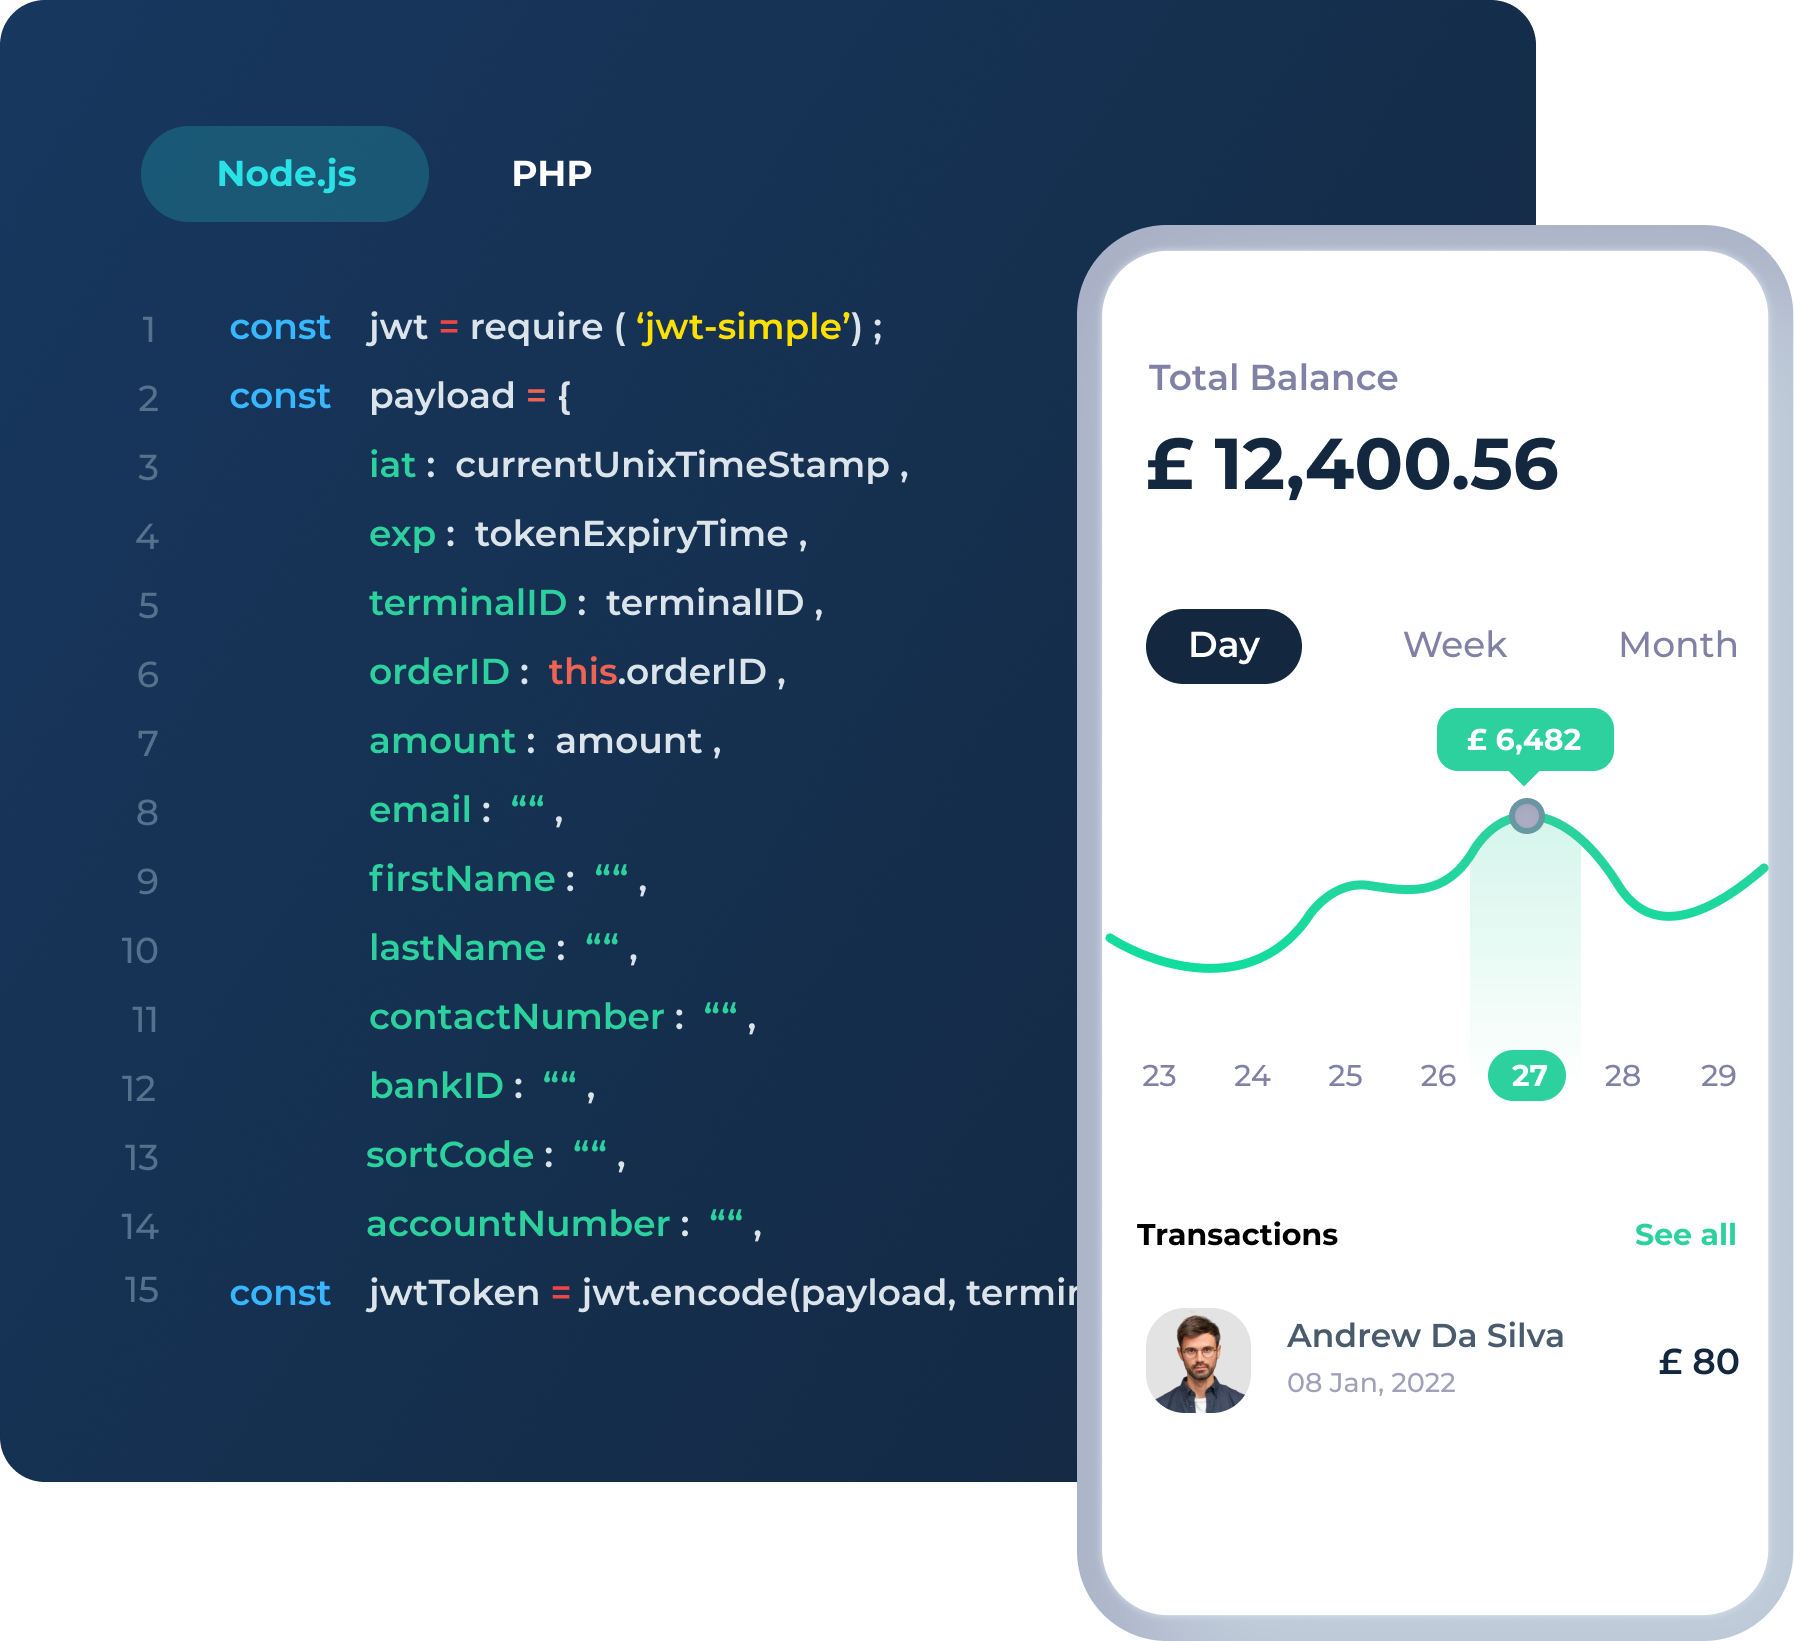 Node.js PHP
1 const jwt = require ( ‘jwt-simple’) ;
2 const payload = {
3 iat : currentUnixTimeStamp ,
4 exp : tokenExpiryTime ,
5 terminalID : terminalID ,
6 orderID : this.orderID ,
7 amount : amount ,
8 email : ““ ,
9 firstName : ““ ,
10 lastName : ““ ,
11 contactNumber : ““ ,
12 bankID : ““ ,
13 sortCode : ““ ,
14 accountNumber : ““ ,
15 const jwtToken = jwt.encode(payload,
Total Balance
£ 12,400.56
Day Week Month
£ 6,482
23 24 25 26 27 28 29
Transactions See all
Andrew Da Silva
08 Jan, 2022
£ 80